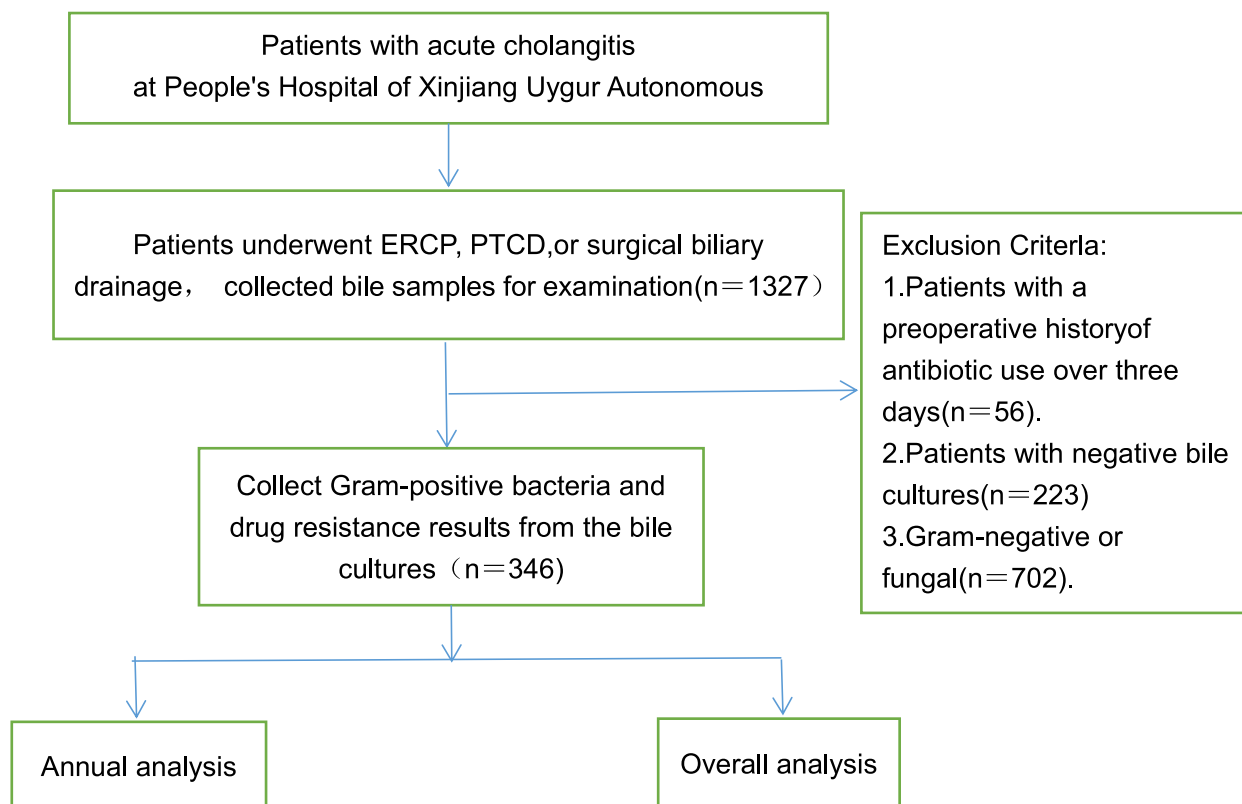 Patients with acute cholangitis
at People's Hospital of Xinjiang Uygur Autonomous
Patients underwent ERCP, PTCD,or surgical biliary
drainage， collected bile samples for examination(n＝1327）
Exclusion Criterla:
1.Patients with a
preoperative historyof
antibiotic use over three
days(n＝56).
2.Patients with negative bile
cultures(n＝223)
3.Gram-negative or
fungal(n＝702).
Collect Gram-positive bacteria and
drug resistance results from the bile
cultures（n＝346)
Annual analysis
Overall analysis